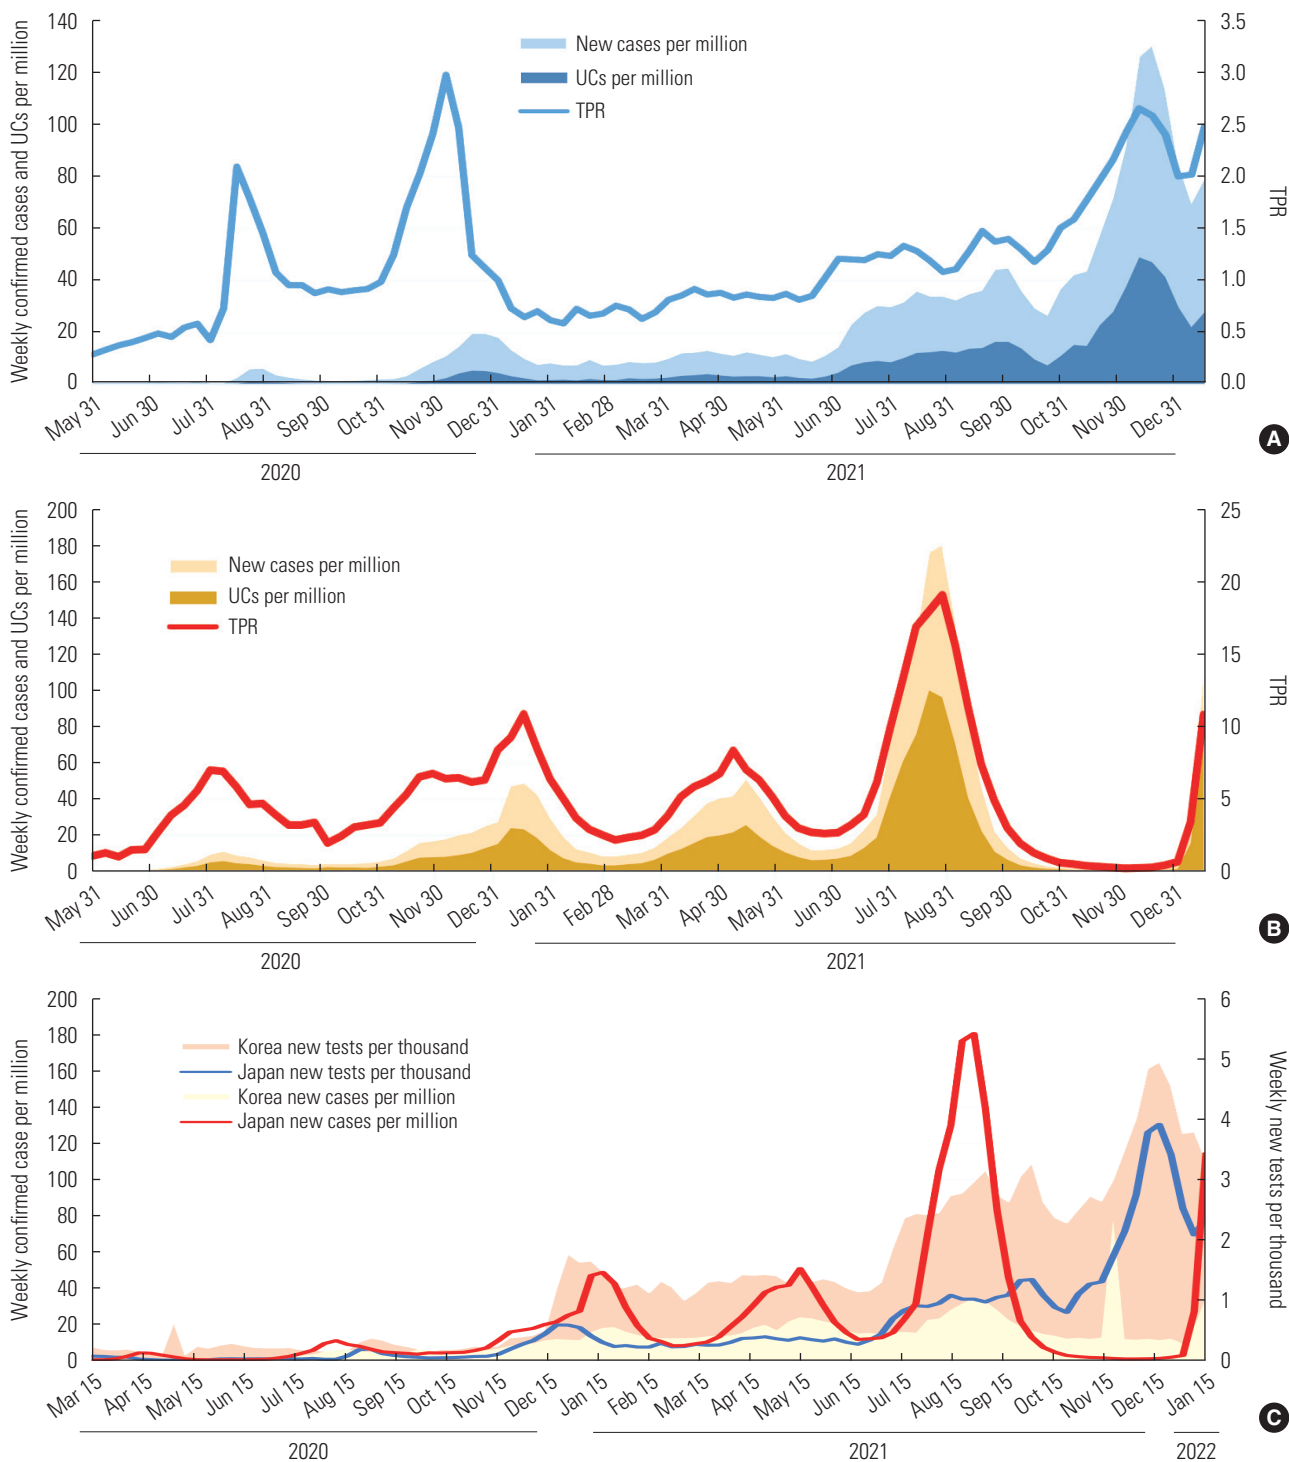 Weekly confirmed cases and UCs per million
140
120
100
80
60
40
20
0
New cases per million
UCs per million
TPR
3.5
3.0
2.5
2.0
1.5
1.0
0.5
0.0
TPR
May 31
Jun 30
Jul 31
Aug 31
Sep 30
Oct 31
Nov 30
Dec 31
Jan 31
Feb 28
Mar 31
Apr 30
May 31
Jun 30
Jul 31
Aug 31
Sep 30
Oct 31
Nov 30
Dec 31
2020
2021
A
Weekly confirmed cases and UCs per million
200
180
160
140
120
100
80
60
40
20
0
New cases per million
UCs per million
TPR
25
20
15
10
5
0
TPR
May 31
Jun 30
Jul 31
Aug 31
Sep 30
Oct 31
Nov 30
Dec 31
Jan 31
Feb 28
Mar 31
Apr 30
May 31
Jun 30
Jul 31
Aug 31
Sep 30
Oct 31
Nov 30
Dec 31
2020
2021
B
Weekly confirmed case per million
200
180
160
140
120
100
80
60
40
20
0
Korea new tests per thousand
Japan new tests per thousand
Korea new cases per million
Japan new cases per million
6
5
4
3
2
1
0
Weekly new tests per thousand
Mar 15
Apr 15
May 15
Jun 15
Jul 15
Aug 15
Sep 15
Oct 15
Nov 15
Dec 15
Jan 15
Feb 15
Mar 15
Apr 15
May 15
Jun 15
Jul 15
Aug 15
Sep 15
Oct 15
Nov 15
Dec 15
Jan 15
2020
2021
2022
C